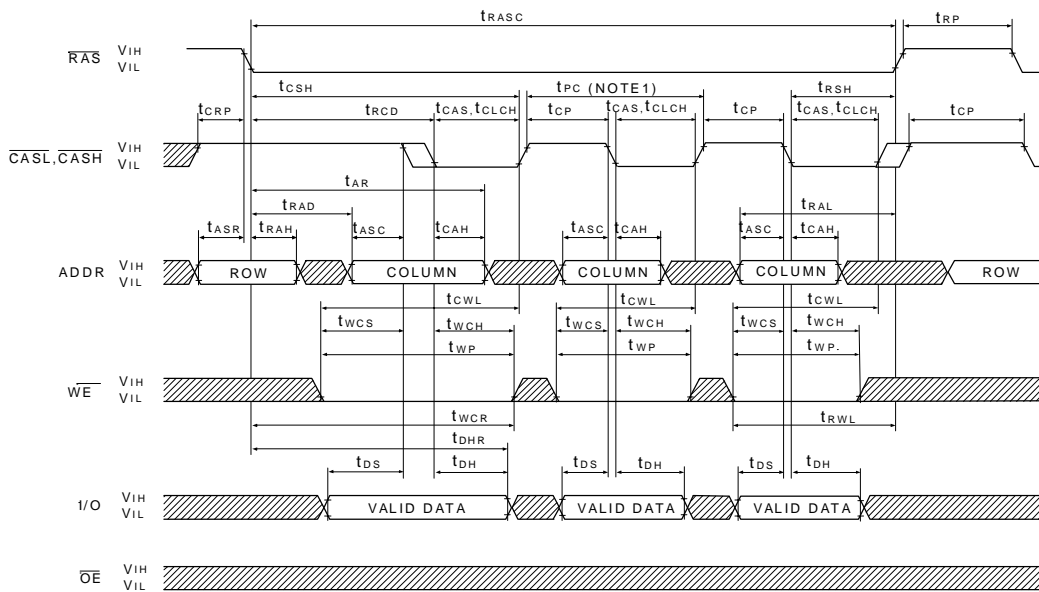 tRASC tRP
RAS VIH
VIL
tCSH tPC (NOTE1) tRSH
tCRP tRCD tCAS,tCLCH tCP tCAS,tCLCH tCP tCAS,tCLCH tCP
CASL,CASH VIH
VIL
tAR
tRAD tRAL
tASR tRAH tASC tCAH tASC tCAH tASC tCAH
ADDR VIH
VIL
ROW COLUMN COLUMN COLUMN ROW
tCWL tCWL tCWL
tWCS tWCH tWCS tWCH tWCS tWCH
tWP tWP tWP.
WE VIH
VIL
tWCR tRWL
tDHR
tDS tDH tDS tDH tDS tDH
1/O VIH
VIL
VALID DATA VALID DATA VALID DATA
OE VIH
VIL